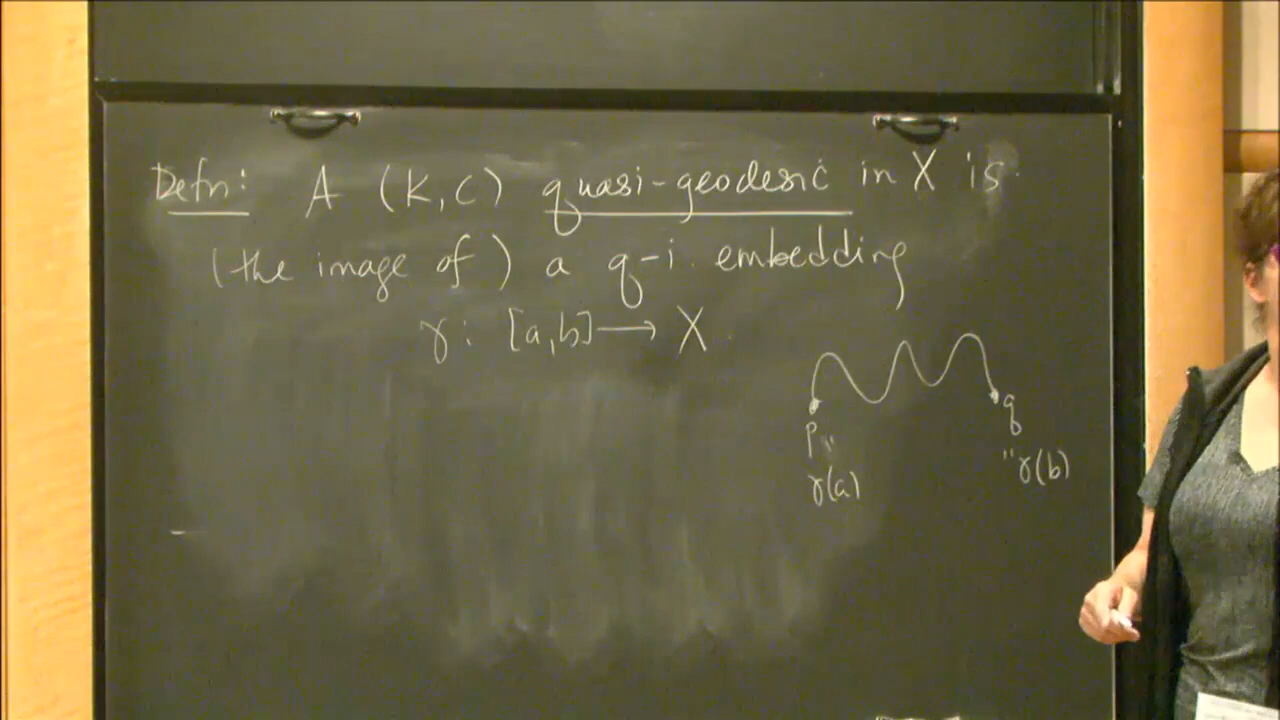 Defn: A (K,C) quasi-geodesic in X is
(the image of) a q-i. embedding
γ: [a,b] ⟶ X.
p q
" "
γ(a) γ(b)